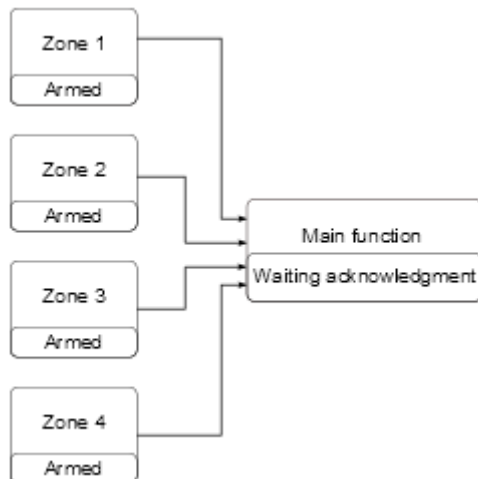 Zone 1
Armed
Zone 2
Armed
Zone 3
Armed
Zone 4
Armed
Main function
Waiting acknowledgment